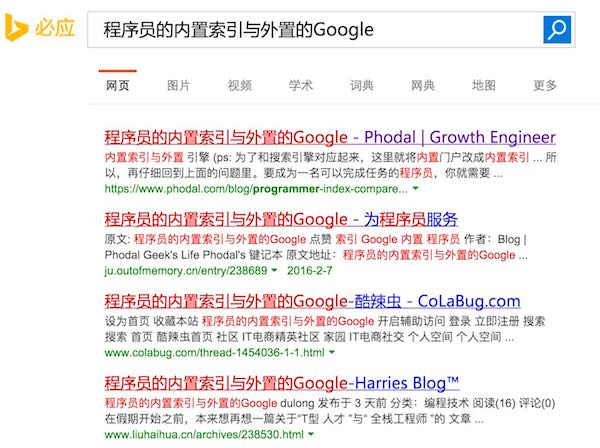 必应
程序员的内置索引与外置的Google
网页 图片 视频 学术 词典 网典 地图 更多
程序员的内置索引与外置的Google - Phodal | Growth Engineer
内置索引与外置 引擎 (ps: 为了和搜索引擎对应起来，这里就将内置门户改成内置索引 ... 所
以，再仔细回到上面的问题里。要成为一名可以完成任务的程序员，你就需要 ...
https://www.phodal.com/blog/programmer-index-compare...
程序员的内置索引与外置的Google - 为程序员服务
原文: 程序员的内置索引与外置的Google 点赞 索引 Google 内置 程序员 作者： Blog |
Phodal Geek's Life Phodal's 键记本 原文地址：程序员的内置索引与外置的Google ...
ju.outofmemory.cn/entry/238689 2016-2-7
程序员的内置索引与外置的Google-酷辣虫 - CoLaBug.com
设为首页 收藏本站 程序员的内置索引与外置的Google 开启辅助访问 登录 立即注册 搜索
搜索 首页 酷辣虫首页 社区 IT电商精英社区 家园 IT电商社交 个人空间 个人空间 ...
www.colabug.com/thread-1454036-1-1.html
程序员的内置索引与外置的Google-Harries Blog™
程序员的内置索引与外置的Google dulong 发布于 3 天前 分类：编程技术 阅读(16) 评论(0)
在假期开始之前，本来想再想一篇关于“T型 人才 ”与“ 全栈工程师 ”的 文章 ...
www.liuhaihua.cn/archives/238530.html